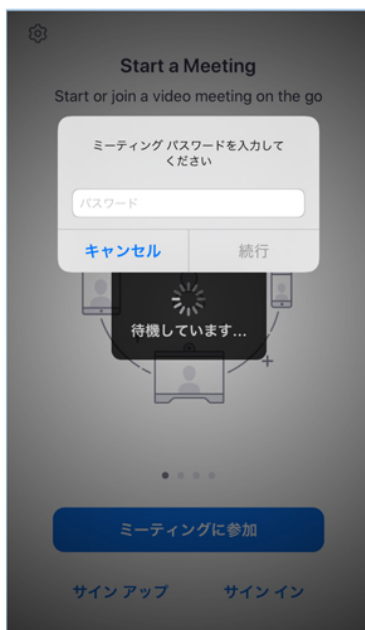 Start a Meeting
Start or join a video meeting on the go
ミーティング パスワードを入力して
ください
パスワード
キャンセル
続行
待機しています...
ミーティングに参加
サイン アップ
サイン イン